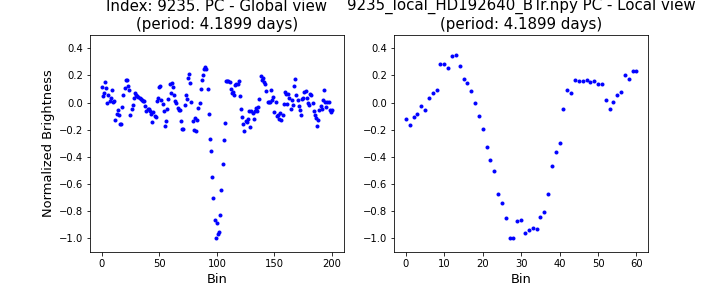 Index: 9235. PC - Global view
(period: 4.1899 days)
9235_local_HD192640_BTr.npy PC - Local view
(period: 4.1899 days)
Normalized Brightness
0.4
0.2
0.0
−0.2
−0.4
−0.6
−0.8
−1.0
0 50 100 150 200
Bin
0.4
0.2
0.0
−0.2
−0.4
−0.6
−0.8
−1.0
0 10 20 30 40 50 60
Bin